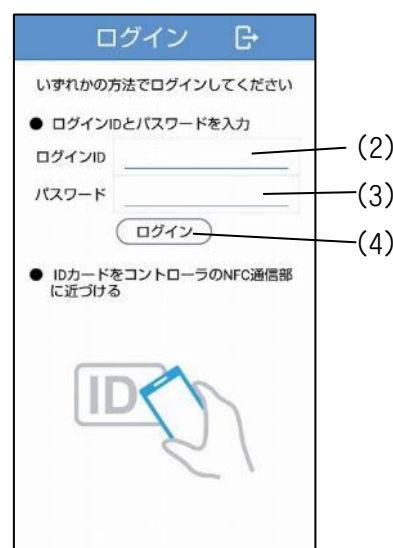 ログイン
いずれかの方法でログインしてください
● ログインIDとパスワードを入力
ログインID (2)
パスワード (3)
ログイン (4)
● IDカードをコントローラのNFC通信部
に近づける
ID